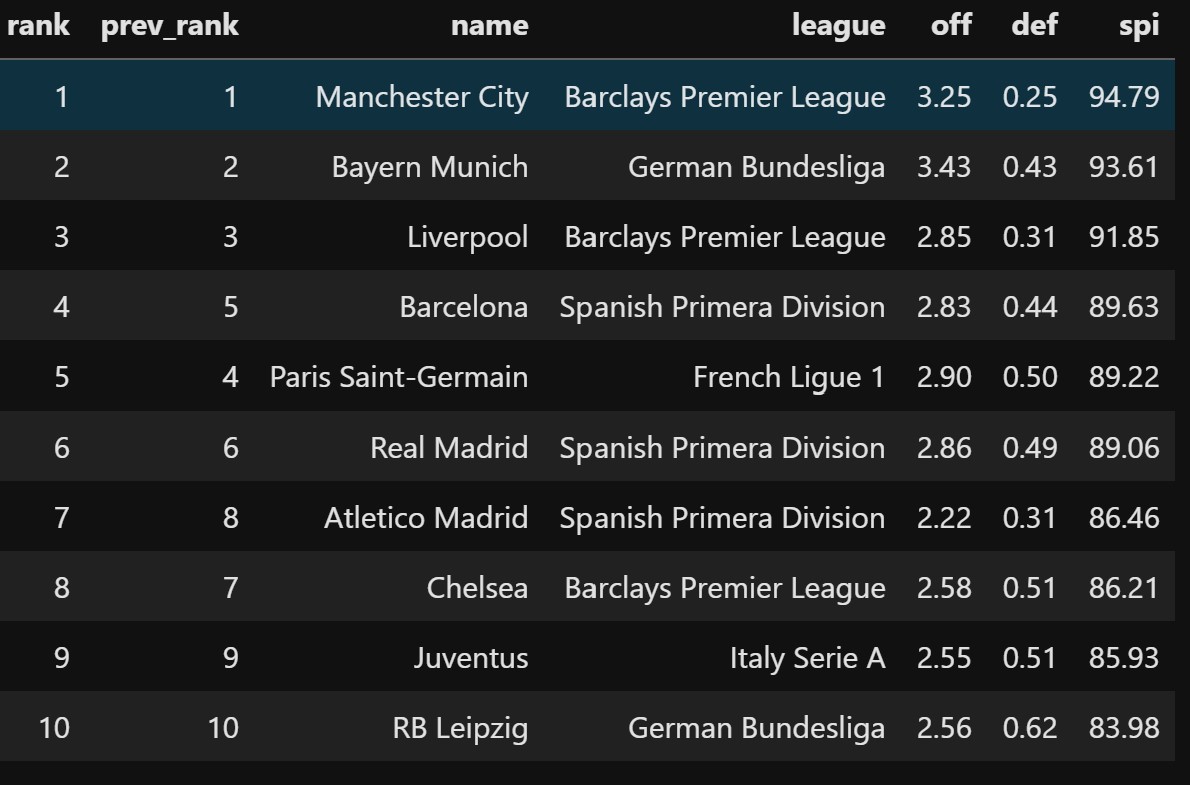 rank prev_rank name league off def spi
1 1 Manchester City Barclays Premier League 3.25 0.25 94.79
2 2 Bayern Munich German Bundesliga 3.43 0.43 93.61
3 3 Liverpool Barclays Premier League 2.85 0.31 91.85
4 5 Barcelona Spanish Primera Division 2.83 0.44 89.63
5 4 Paris Saint-Germain French Ligue 1 2.90 0.50 89.22
6 6 Real Madrid Spanish Primera Division 2.86 0.49 89.06
7 8 Atletico Madrid Spanish Primera Division 2.22 0.31 86.46
8 7 Chelsea Barclays Premier League 2.58 0.51 86.21
9 9 Juventus Italy Serie A 2.55 0.51 85.93
10 10 RB Leipzig German Bundesliga 2.56 0.62 83.98